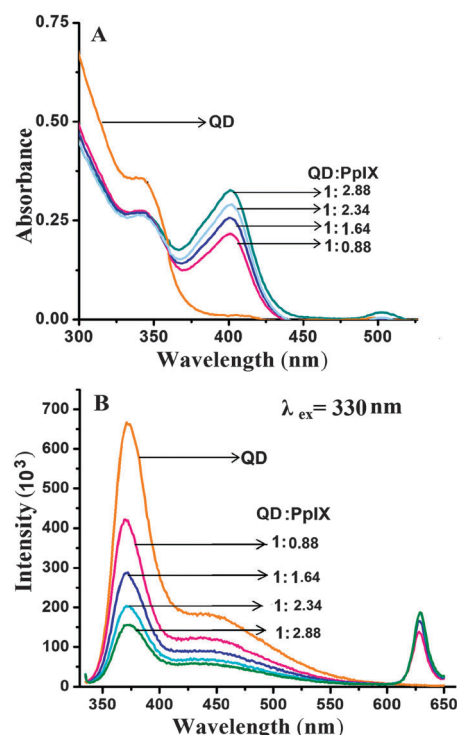 A
0.75
0.50
0.25
0.00
Absorbance
QD
QD:PpIX
1: 2.88
1: 2.34
1: 1.64
1: 0.88
300 350 400 450 500
Wavelength (nm)
B
λ ex = 330 nm
700
600
500
400
300
200
100
0
Intensity (10³)
QD
QD:PpIX
1:0.88
1: 1.64
1: 2.34
1: 2.88
350 400 450 500 550 600 650
Wavelength (nm)